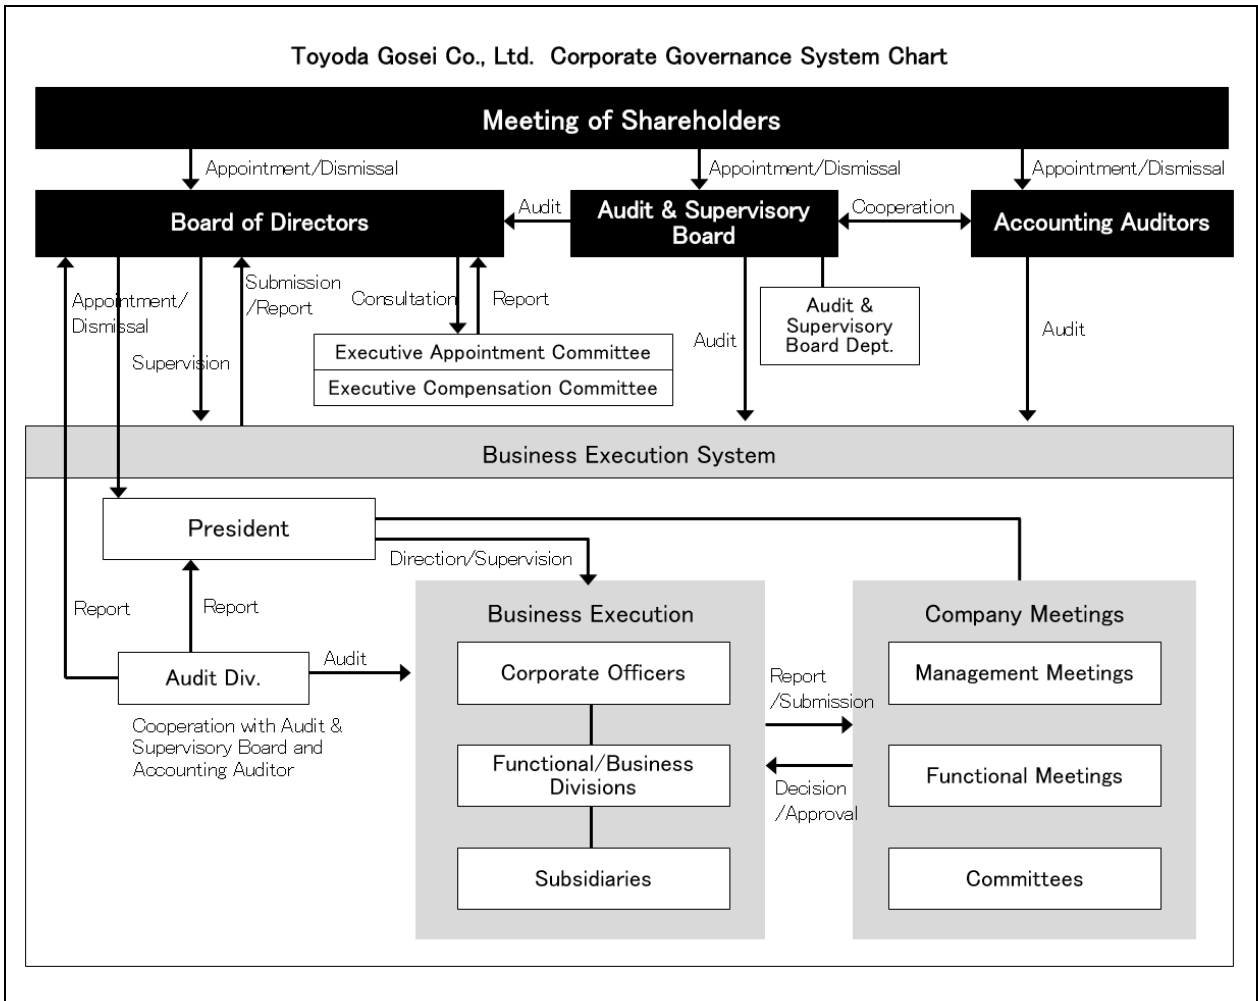 Toyoda Gosei Co., Ltd.  Corporate Governance System Chart
Meeting of Shareholders
Appointment/Dismissal
Appointment/Dismissal
Appointment/Dismissal
Board of Directors
Audit
Audit & Supervisory
Board
Cooperation
Accounting Auditors
Appointment/
Dismissal
Supervision
Submission
/Report
Consultation
Report
Executive Appointment Committee
Executive Compensation Committee
Audit
Audit &
Supervisory
Board Dept.
Audit
Business Execution System
President
Direction/Supervision
Report
Report
Audit Div.
Audit
Cooperation with Audit &
Supervisory Board and
Accounting Auditor
Business Execution
Corporate Officers
Functional/Business
Divisions
Subsidiaries
Report
/Submission
Decision
/Approval
Company Meetings
Management Meetings
Functional Meetings
Committees